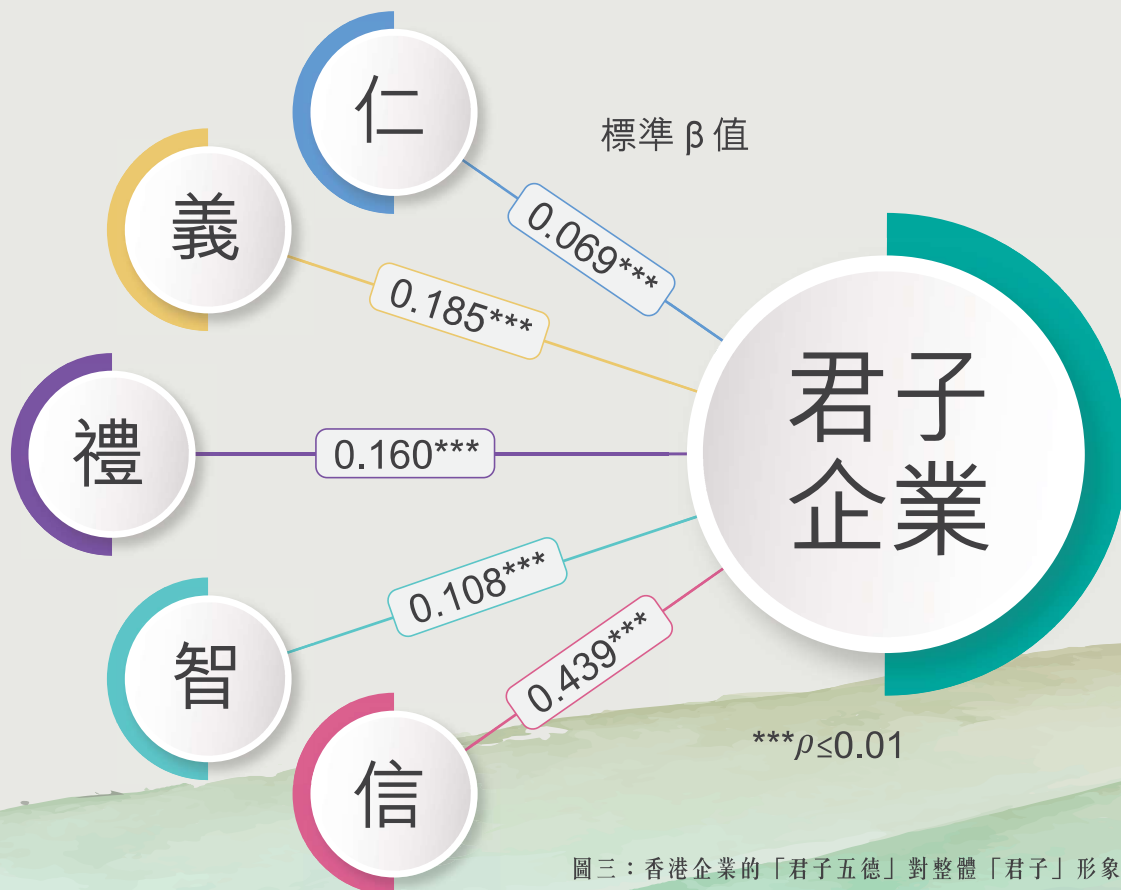 仁
標準 β 值
0.069***
義
0.185***
君子
企業
禮
0.160***
智
0.108***
信
0.439***
***ρ≤0.01
圖三：香港企業的「君子五德」對整體「君子」形象